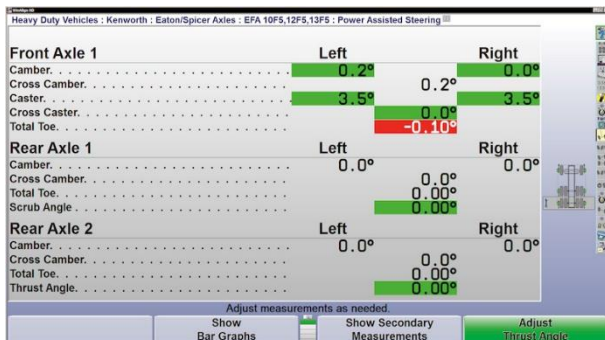 Heavy Duty Vehicles : Kenworth : Eaton/Spicer Axles : EFA 10F5,12F5,13F5 : Power Assisted Steering
Front Axle 1 Left Right
Camber. 0.2° 0.0°
Cross Camber. 0.2°
Caster. 3.5° 3.5°
Cross Caster. 0.0°
Total Toe. -0.10°
Rear Axle 1 Left Right
Camber. 0.0° 0.0°
Cross Camber. 0.0°
Total Toe. 0.00°
Scrub Angle 0.00°
Rear Axle 2 Left Right
Camber. 0.0° 0.0°
Cross Camber. 0.0°
Total Toe. 0.00°
Thrust Angle. 0.00°
Adjust measurements as needed.
Show Bar Graphs
Show Secondary Measurements
Adjust Thrust Angle